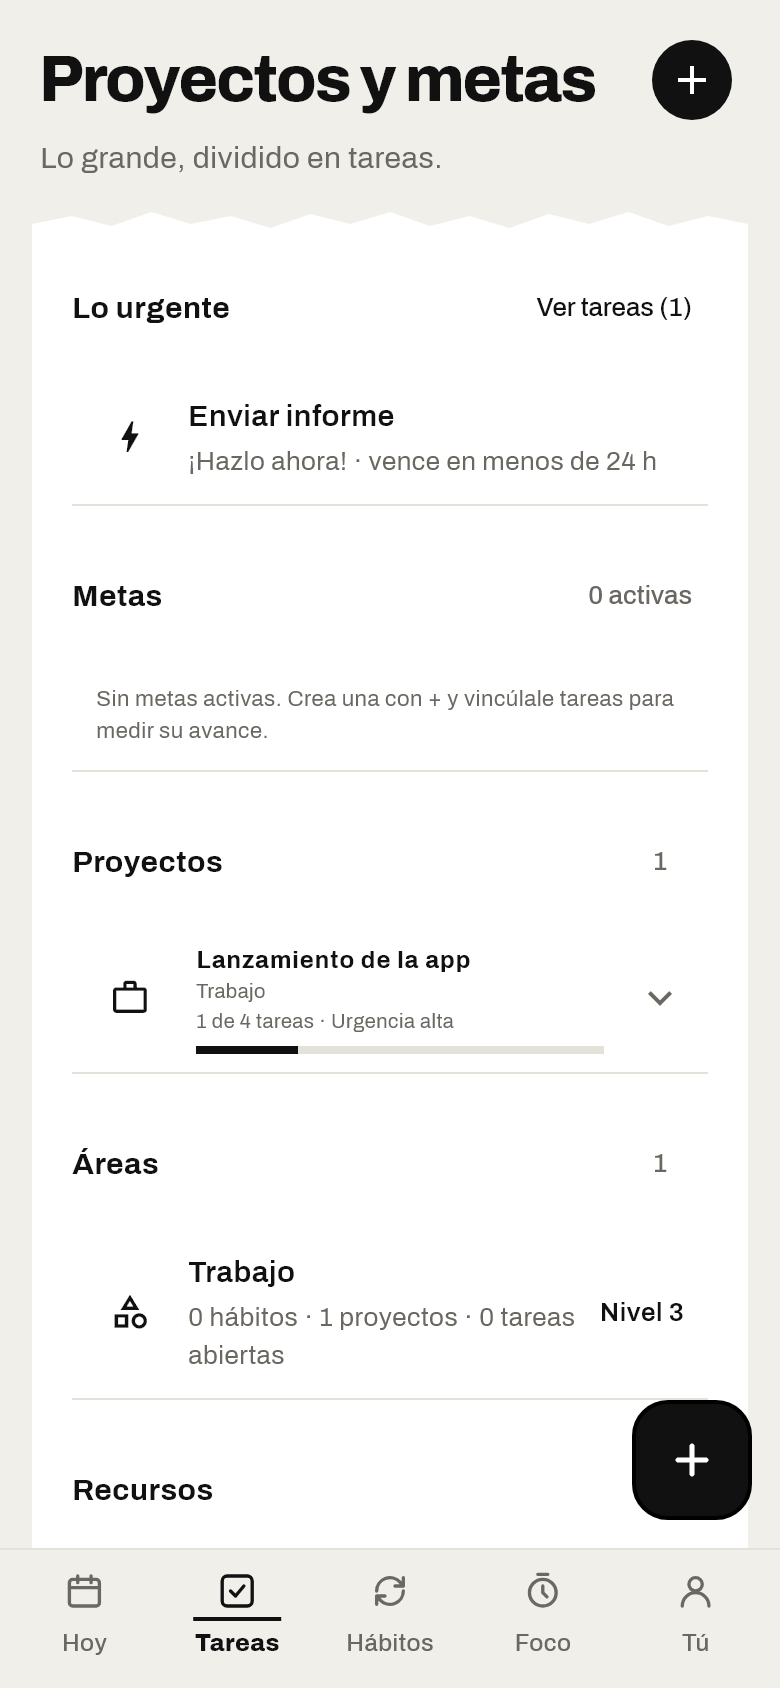 Proyectos y metas
Lo grande, dividido en tareas.
Lo urgente
Ver tareas (1)
Enviar informe
¡Hazlo ahora! · vence en menos de 24 h
Metas
0 activas
Sin metas activas. Crea una con + y vincúlale tareas para
medir su avance.
Proyectos
1
Lanzamiento de la app
Trabajo
1 de 4 tareas · Urgencia alta
Áreas
1
Trabajo
0 hábitos · 1 proyectos · 0 tareas
abiertas
Nivel 3
Recursos
Hoy
Tareas
Hábitos
Foco
Tú